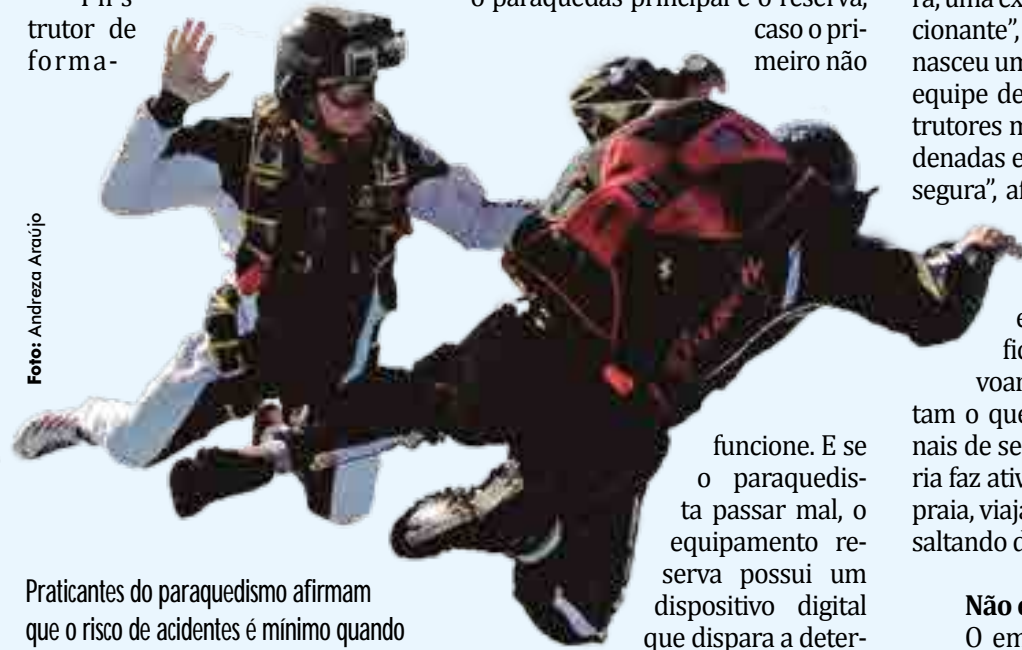 trutor de
forma-
Foto: Andreza Araújo
Praticantes do paraquedismo afirmam
que o risco de acidentes é mínimo quando
o paraquedas principal e o reserva,
caso o pri-
meiro não
funcione. E se
o paraquedis-
ta passar mal, o
equipamento re-
serva possui um
dispositivo digital
que dispara a deter-
cionante”,
nasceu um
equipe de
trutores m
denadas e
segura”, af
e
fic
voar
tam o que
nais de se
ria faz ativ
praia, viaja
saltando d
Não e
O em